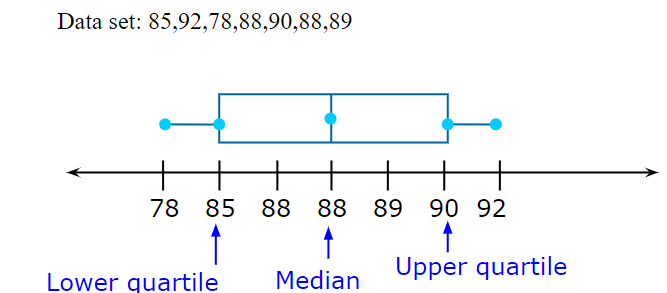 Data set: 85,92,78,88,90,88,89
78 85 88 88 89 90 92
Lower quartile Median Upper quartile